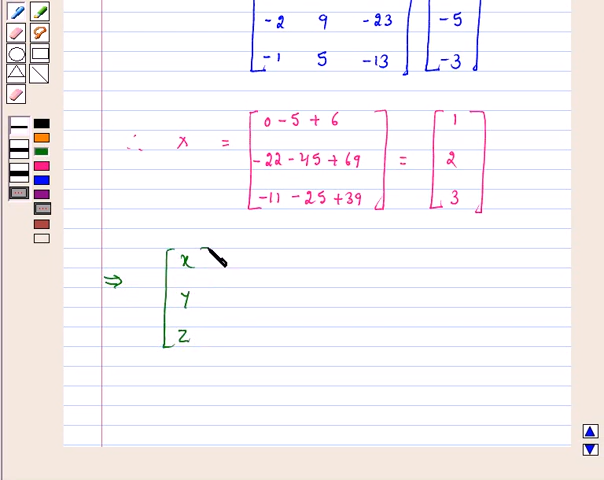 -2 9 -23 -5
-1 5 -13 -3
∴ x = [ 0 - 5 + 6 ] [ 1 ]
-22 - 45 + 69 = 2
-11 - 25 + 39 3
⇒ [ x
y
z